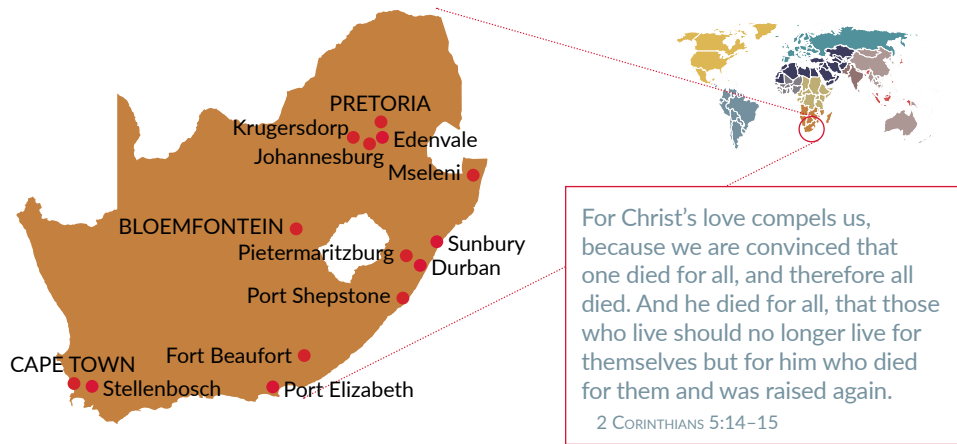 PRETORIA
Krugersdorp
Edenvale
Johannesburg
Mseleni
BLOEMFONTEIN
Sunbury
Pietermaritzburg
Durban
Port Shepstone
Fort Beaufort
CAPE TOWN
Stellenbosch
Port Elizabeth
For Christ’s love compels us,
because we are convinced that
one died for all, and therefore all
died. And he died for all, that those
who live should no longer live for
themselves but for him who died
for them and was raised again.
2 Corinthians 5:14–15